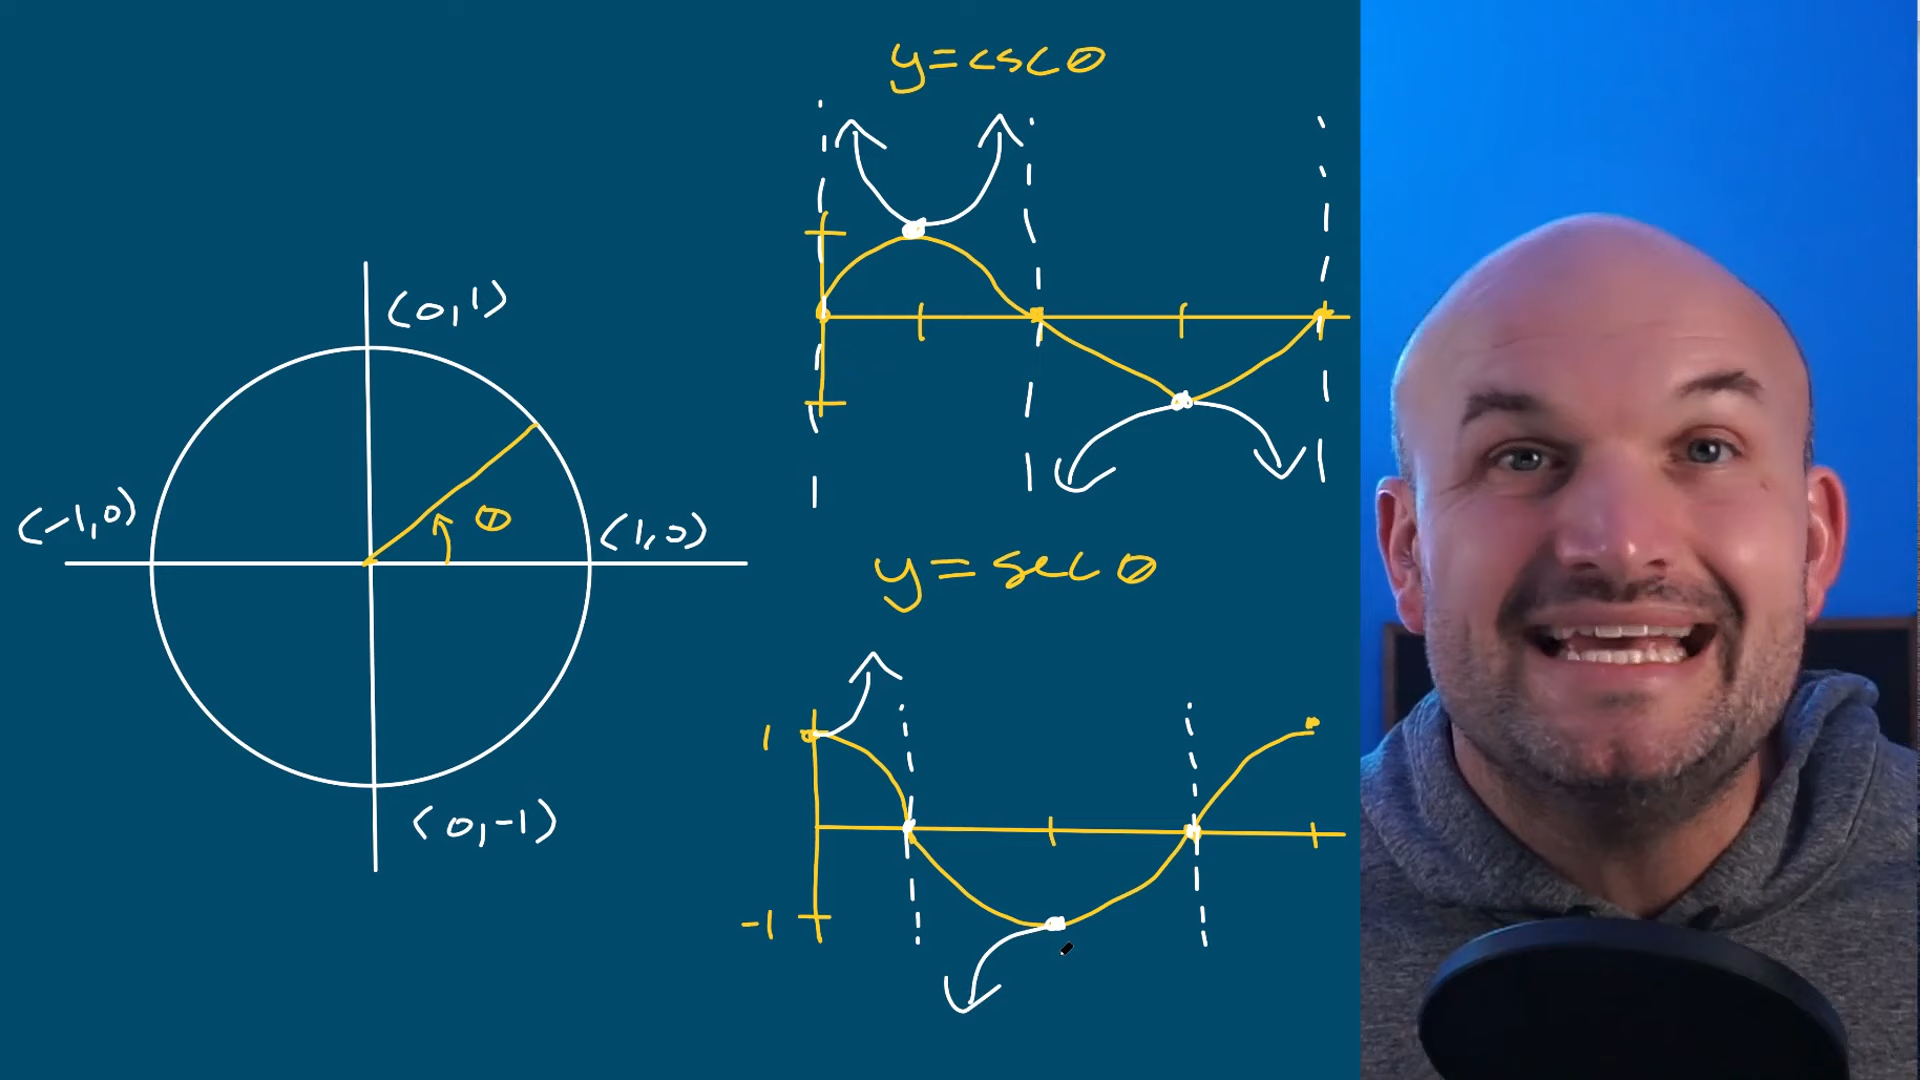 y=cscθ
(0,1)
(-1,0)
θ
(1,0)
y=secθ
1
(0,-1)
-1